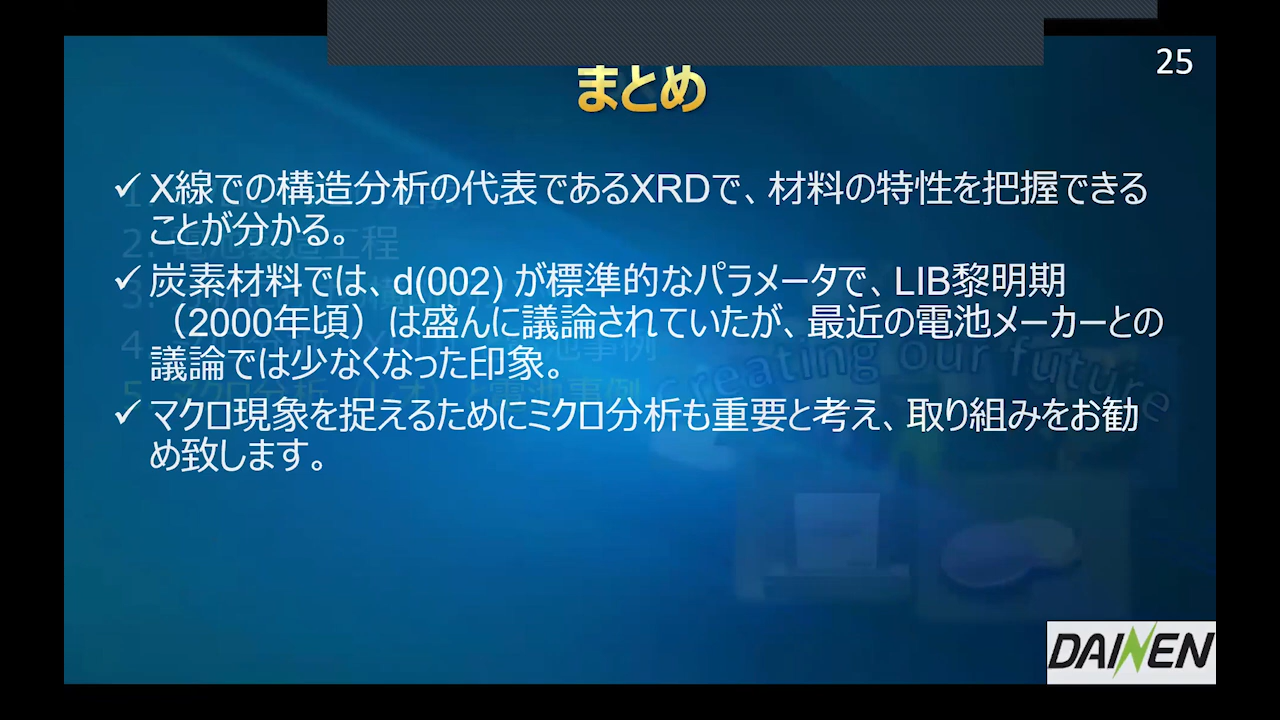 25
まとめ
✓ X線での構造分析の代表であるXRDで、材料の特性を把握できる
ことが分かる。
✓ 炭素材料では、d(002) が標準的なパラメータで、LIB黎明期
（2000年頃）は盛んに議論されていたが、最近の電池メーカーとの
議論では少なくなった印象。
✓ マクロ現象を捉えるためにミクロ分析も重要と考え、取り組みをお勧
め致します。
creating our future
DAINEN